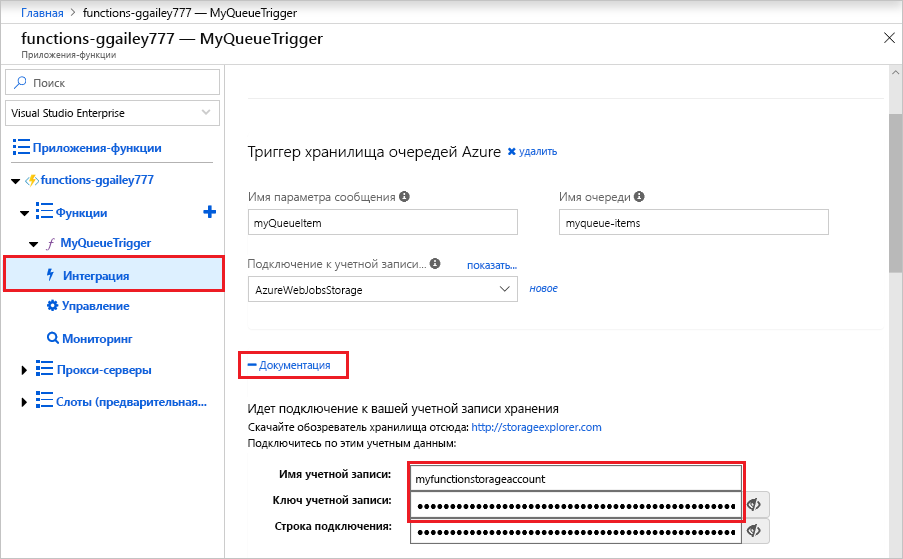 Главная > functions-ggailey777 — MyQueueTrigger
functions-ggailey777 — MyQueueTrigger
Приложения-функции
Поиск
Visual Studio Enterprise
Приложения-функции
functions-ggailey777
Функции
MyQueueTrigger
Интеграция
Управление
Мониторинг
Прокси-серверы
Слоты (предварительная...
Триггер хранилища очередей Azure удалить
Имя параметра сообщения Имя очереди
myQueueItem myqueue-items
Подключение к учетной записи... показать...
AzureWebJobsStorage новое
Документация
Идет подключение к вашей учетной записи хранения
Скачайте обозреватель хранилища отсюда: http://storageexplorer.com
Подключитесь по этим учетным данным:
Имя учетной записи: myfunctionstorageaccount
Ключ учетной записи:
Строка подключения: